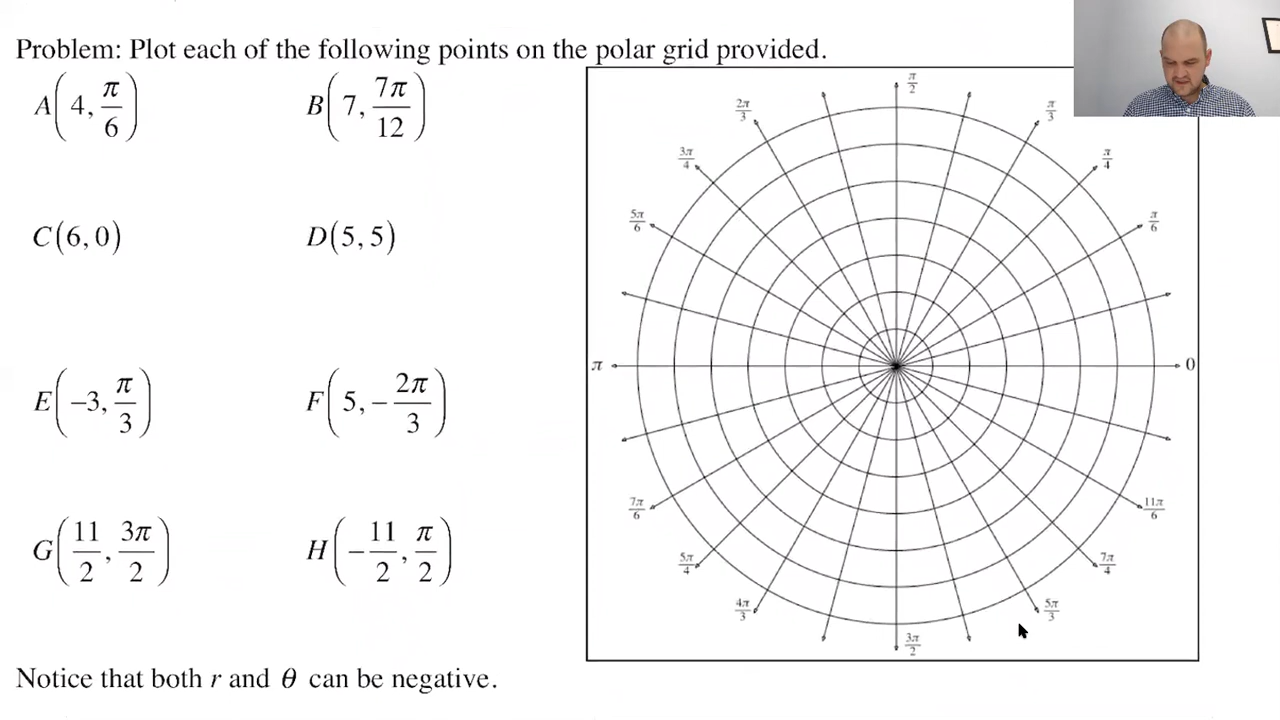 Problem: Plot each of the following points on the polar grid provided.
A(4, π/6)
B(7, 7π/12)
C(6, 0)
D(5, 5)
E(−3, π/3)
F(5, −2π/3)
G(11/2, 3π/2)
H(−11/2, π/2)
Notice that both r and θ can be negative.
π/2
2π/3
π/3
3π/4
π/4
5π/6
π/6
π
0
7π/6
11π/6
5π/4
7π/4
4π/3
5π/3
3π/2